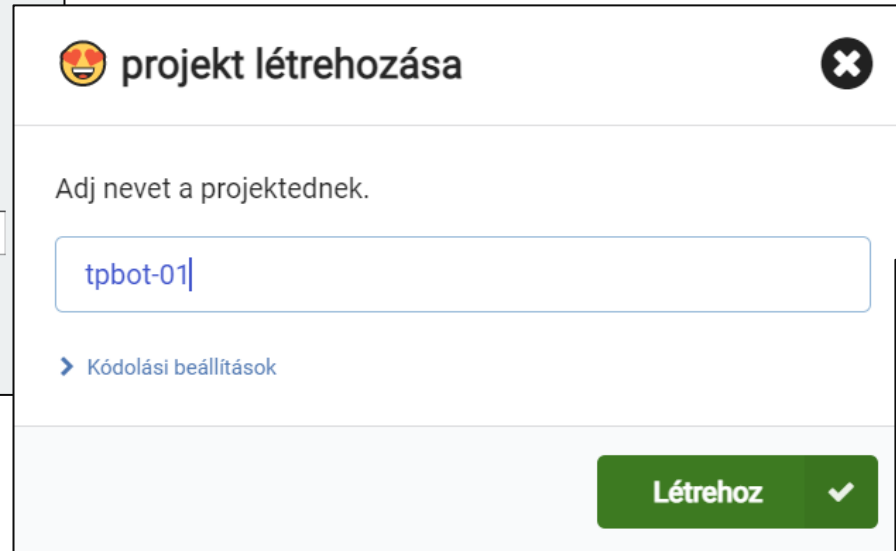 😍 projekt létrehozása
Adj nevet a projektednek.
tpbot-01
Kódolási beállítások
Létrehoz